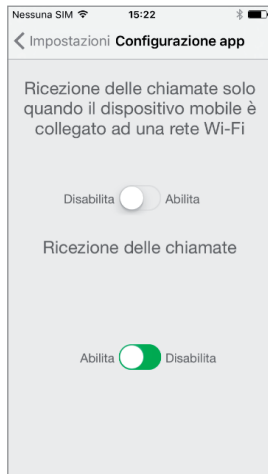 Nessuna SIM 15:22
Impostazioni Configurazione app
Ricezione delle chiamate solo
quando il dispositivo mobile è
collegato ad una rete Wi-Fi
Disabilita Abilita
Ricezione delle chiamate
Abilita Disabilita